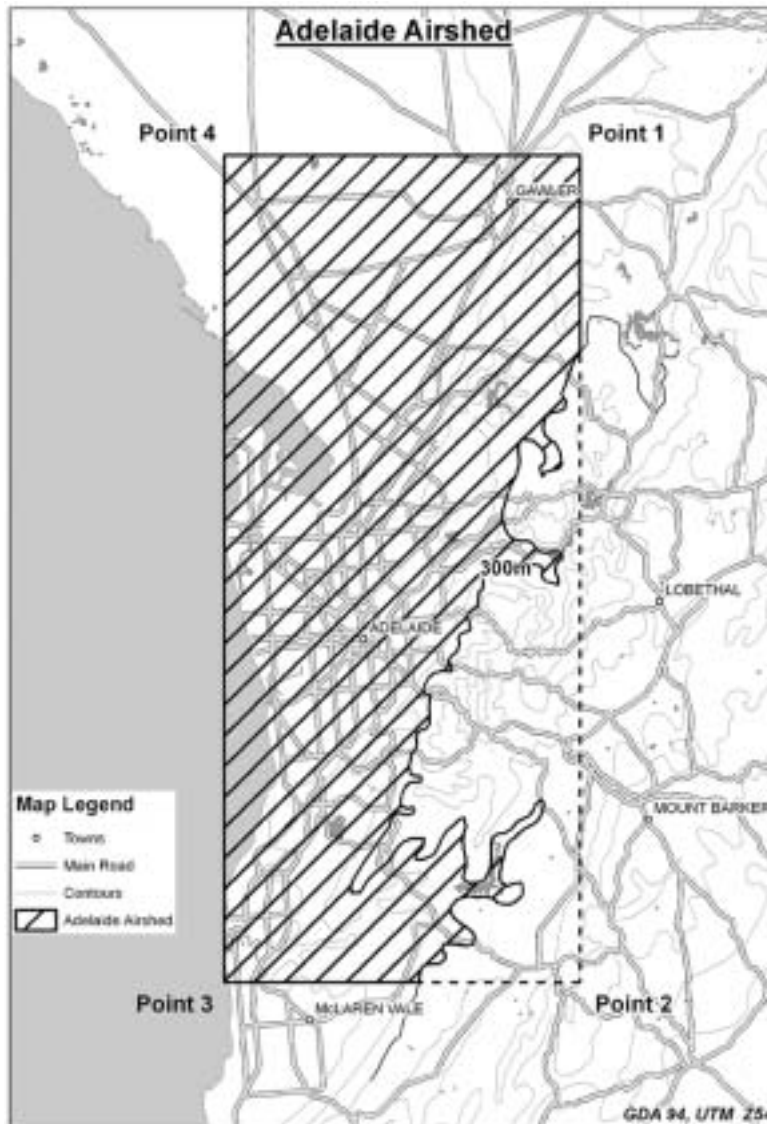 Adelaide Airshed
Point 4
Point 1
GAWLER
300m
LOBETHAL
ADELAIDE
Map Legend
Towns
Main Road
Contours
Adelaide Airshed
MOUNT BARKER
Point 3
McLAREN VALE
Point 2
GDA 94, UTM Z54